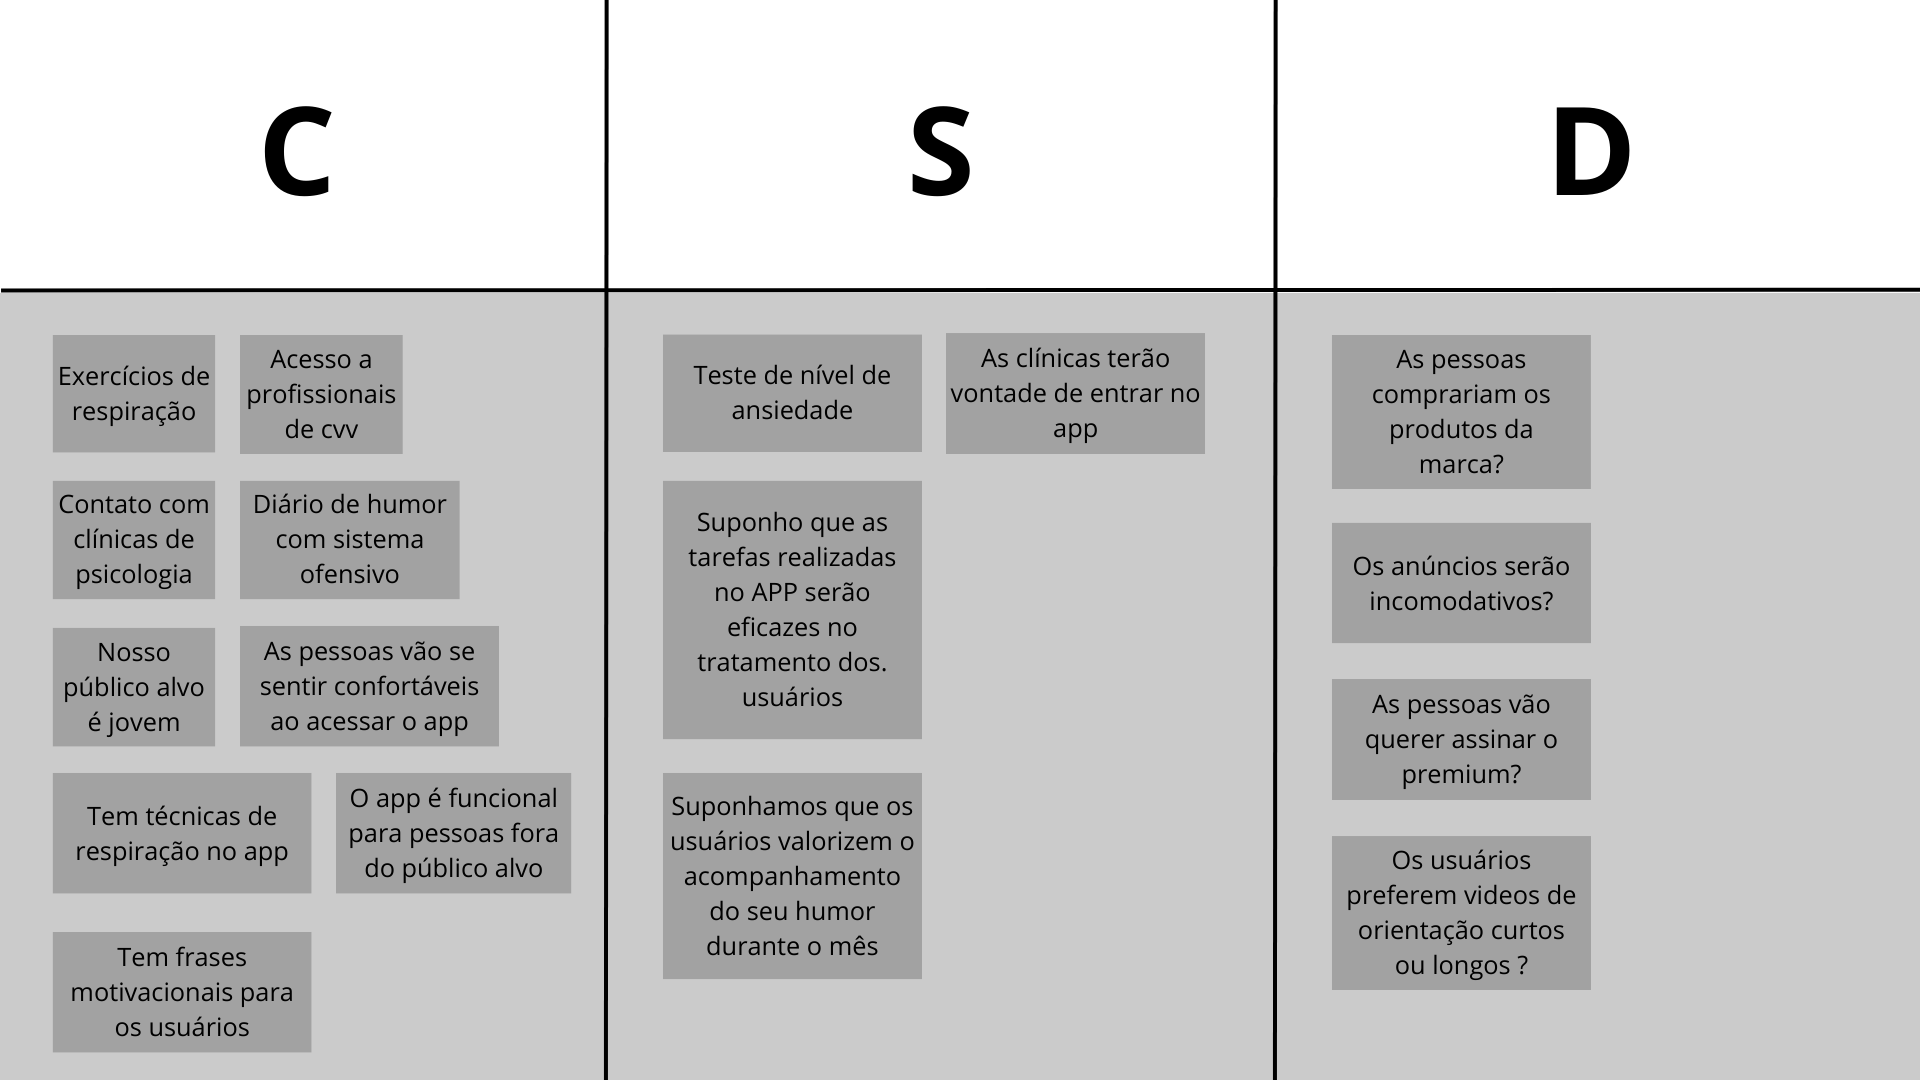 C
S
D
Exercícios de
respiração
Acesso a
profissionais
de cvv
Contato com
clínicas de
psicologia
Diário de humor
com sistema
ofensivo
Nosso
público alvo
é jovem
As pessoas vão se
sentir confortáveis
ao acessar o app
Tem técnicas de
respiração no app
O app é funcional
para pessoas fora
do público alvo
Tem frases
motivacionais para
os usuários
Teste de nível de
ansiedade
As clínicas terão
vontade de entrar no
app
Suponho que as
tarefas realizadas
no APP serão
eficazes no
tratamento dos.
usuários
Suponhamos que os
usuários valorizem o
acompanhamento
do seu humor
durante o mês
As pessoas
comprariam os
produtos da
marca?
Os anúncios serão
incomodativos?
As pessoas vão
querer assinar o
premium?
Os usuários
preferem videos de
orientação curtos
ou longos ?